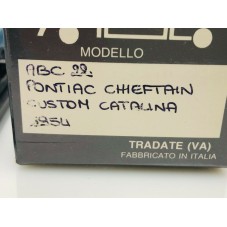 MODELLO
ABC 99.
PONTIAC CHIEFTAIN
CUSTOM CATALINA
1954
TRADATE (VA)
FABBRICATO IN ITALIA